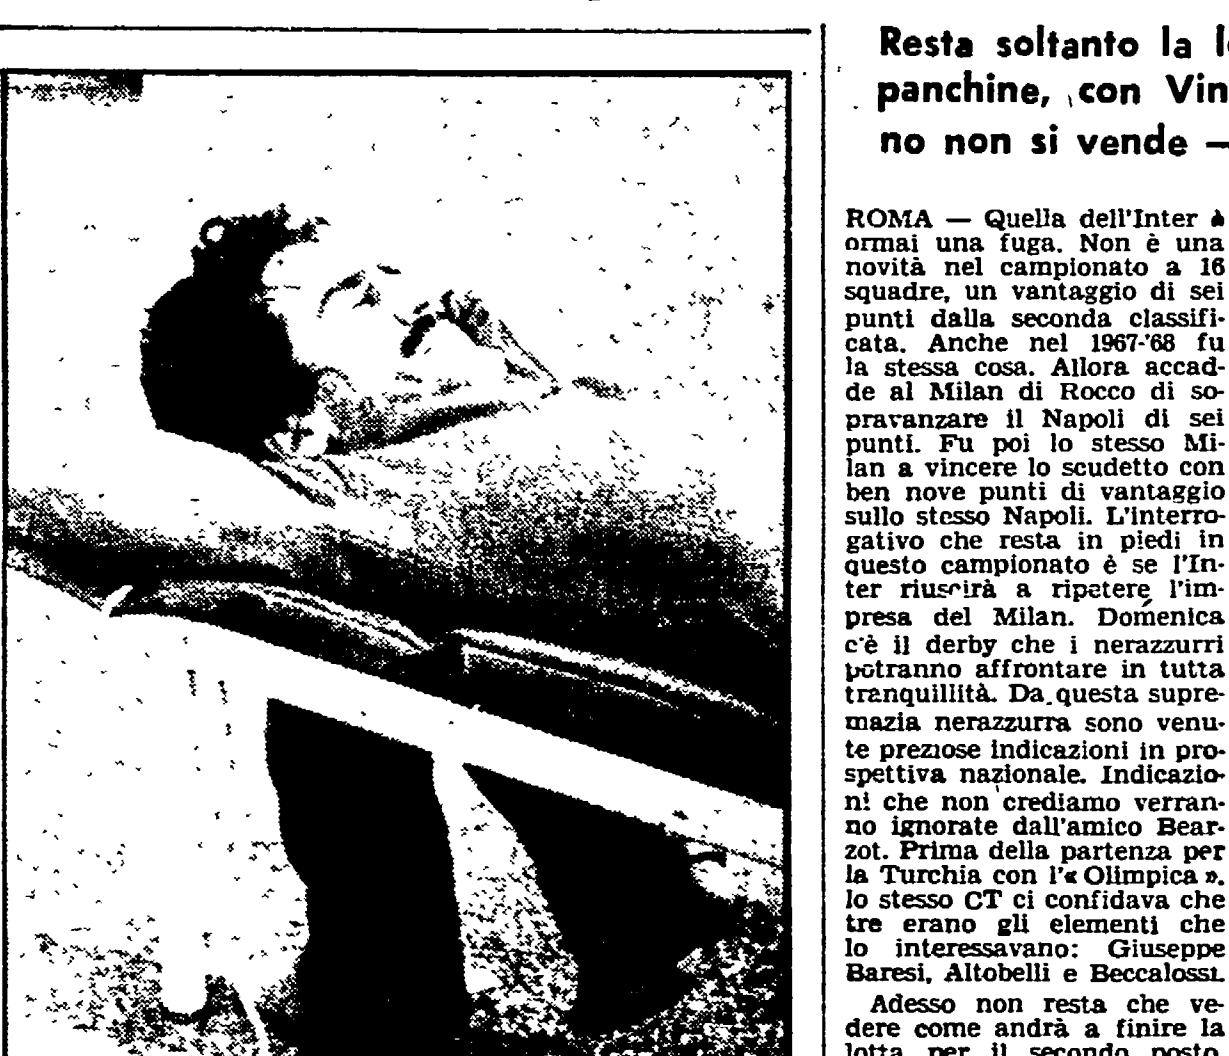 Resta soltanto la l
panchine, con Vin
no non si vende —
ROMA — Quella dell'Inter è
ormai una fuga. Non è una
novità nel campionato a 16
squadre, un vantaggio di sei
punti dalla seconda classifi-
cata. Anche nel 1967-'68 fu
la stessa cosa. Allora accad-
de al Milan di Rocco di so-
pravanzare il Napoli di sei
punti. Fu poi lo stesso Mi-
lan a vincere lo scudetto con
ben nove punti di vantaggio
sullo stesso Napoli. L'interro-
gativo che resta in piedi in
questo campionato è se l'In-
ter riuscirà a ripetere l'im-
presa del Milan. Domenica
c'è il derby che i nerazzurri
potranno affrontare in tutta
tranquillità. Da questa supre-
mazia nerazzurra sono venu-
te preziose indicazioni in pro-
spettiva nazionale. Indicazio-
ni che non crediamo verran-
no ignorate dall'amico Bear-
zot. Prima della partenza per
la Turchia con l'« Olimpica »,
lo stesso CT ci confidava che
tre erano gli elementi che
lo interessavano: Giuseppe
Baresi, Altobelli e Beccalossi.
Adesso non resta che ve-
dere come andrà a finire la
lotta per il secondo posto.